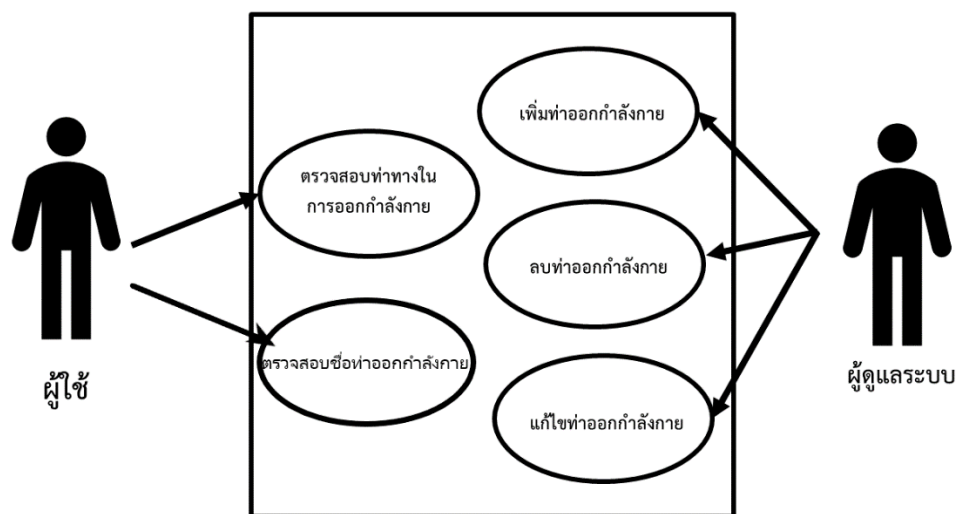 เพิ่มท่าออกกำลังกาย
ตรวจสอบท่าทางใน
การออกกำลังกาย
ลบท่าออกกำลังกาย
ตรวจสอบชื่อท่าออกกำลังกาย
ผู้ใช้
ผู้ดูแลระบบ
แก้ไขท่าออกกำลังกาย